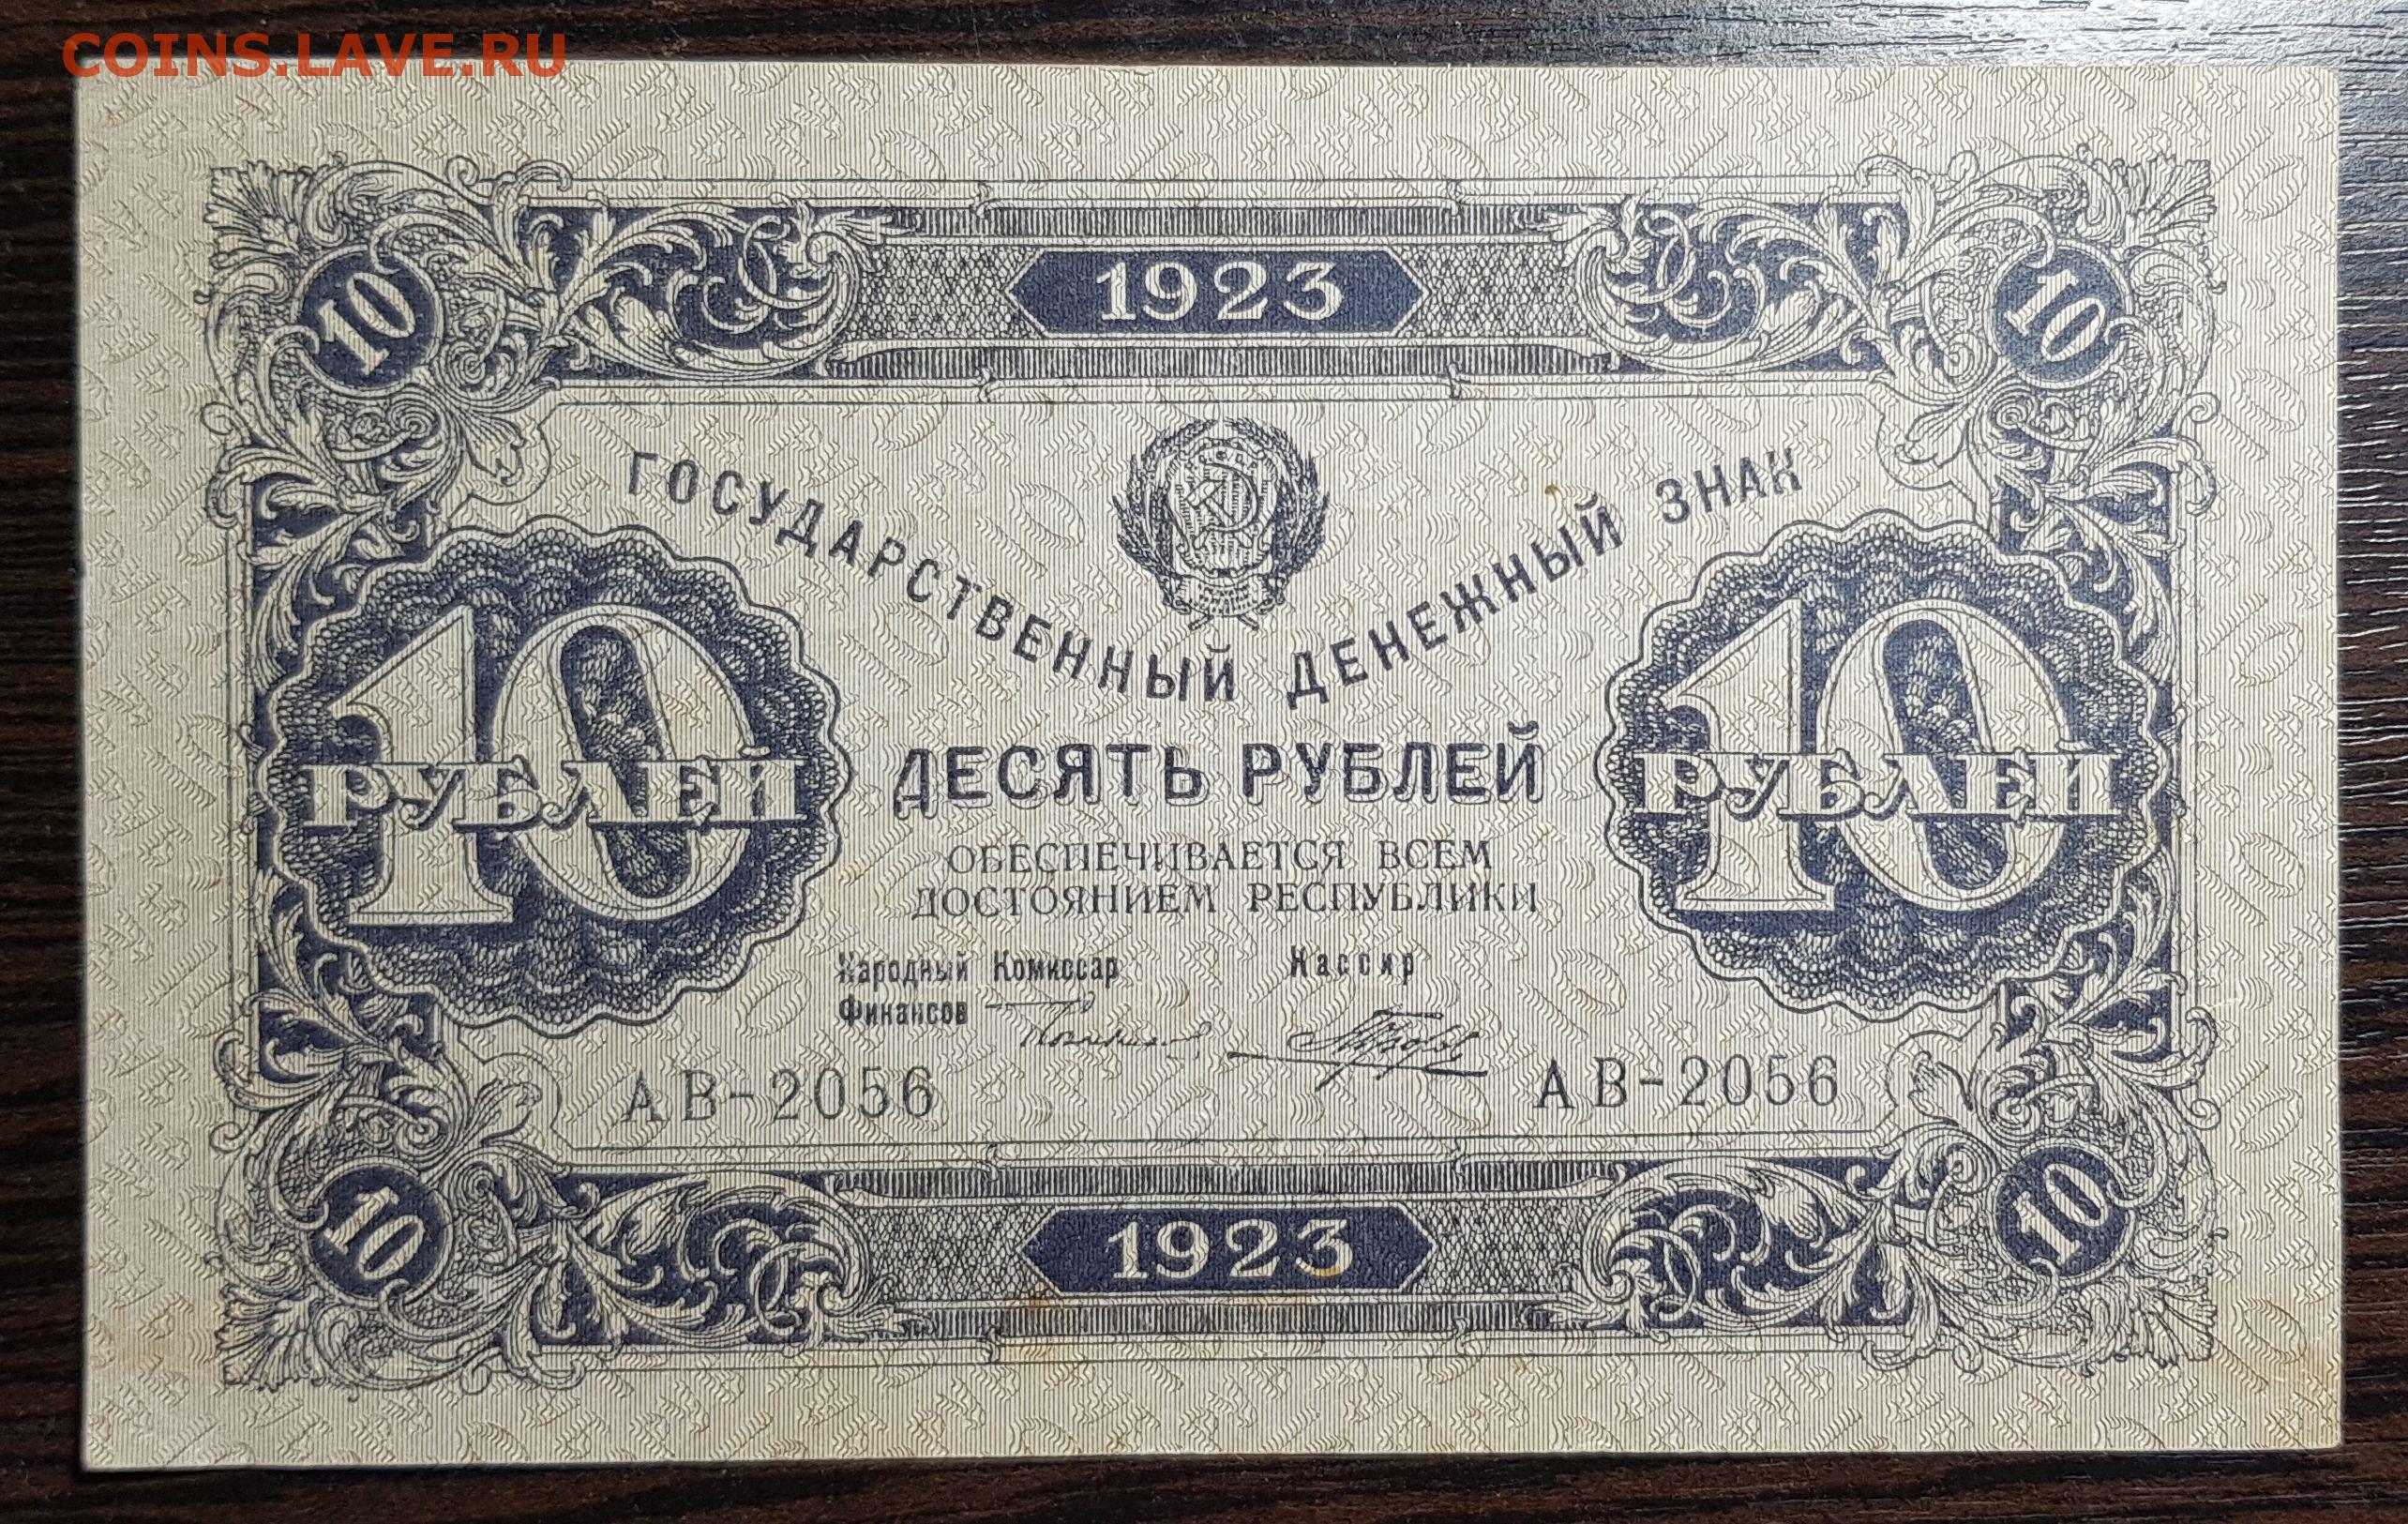 COINS.LAVE.RU
1923
10 10
ГОСУДАРСТВЕННЫЙ ДЕНЕЖНЫЙ ЗНАК
10 РУБЛЕЙ
ДЕСЯТЬ РУБЛЕЙ
10 РУБЛЕЙ
ОБЕСПЕЧИВАЕТСЯ ВСЕМ
ДОСТОЯНИЕМ РЕСПУБЛИКИ
Народный Комиссар
Финансов
Кассир
АВ-2056 АВ-2056
10 10
1923